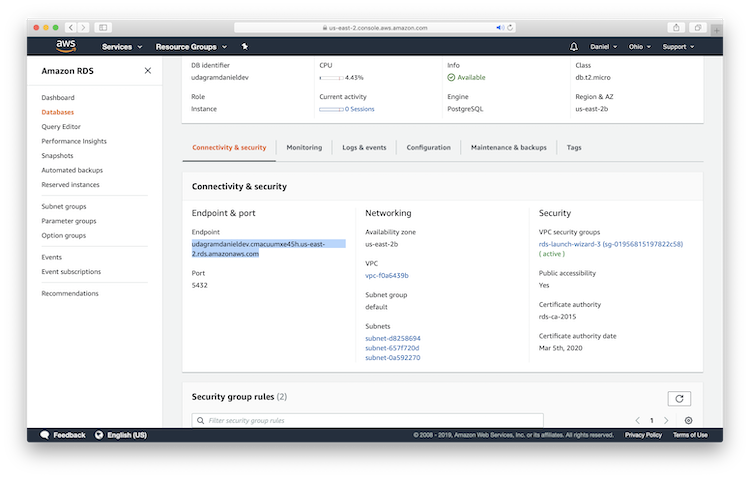 us-east-2.console.aws.amazon.com
aws Services Resource Groups Daniel Ohio Support
Amazon RDS
Dashboard
Databases
Query Editor
Performance Insights
Snapshots
Automated backups
Reserved instances
Subnet groups
Parameter groups
Option groups
Events
Event subscriptions
Recommendations
DB identifier CPU Info Class
udagramdanieldev 4.43% Available db.t2.micro
Role Current activity Engine Region & AZ
Instance 0 Sessions PostgreSQL us-east-2b
Connectivity & security Monitoring Logs & events Configuration Maintenance & backups Tags
Connectivity & security
Endpoint & port
Endpoint
udagramdanieldev.cmacuumxe45h.us-east-
2.rds.amazonaws.com
Port
5432
Networking
Availability zone
us-east-2b
VPC
vpc-f0a6439b
Subnet group
default
Subnets
subnet-d8258694
subnet-657f720d
subnet-0a592270
Security
VPC security groups
rds-launch-wizard-3 (sg-01956815197822c58)
( active )
Public accessibility
Yes
Certificate authority
rds-ca-2015
Certificate authority date
Mar 5th, 2020
Security group rules (2)
Filter security group rules
1
Feedback English (US) © 2008 - 2019, Amazon Web Services, Inc. or its affiliates. All rights reserved. Privacy Policy Terms of Use